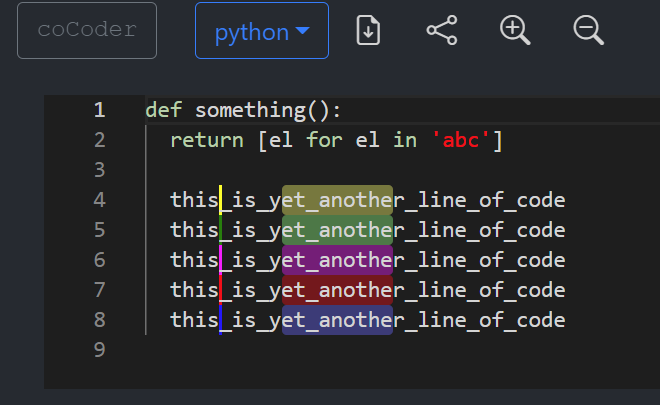 coCoder
python
1 def something():
2   return [el for el in 'abc']
3
4   this_is_yet_another_line_of_code
5   this_is_yet_another_line_of_code
6   this_is_yet_another_line_of_code
7   this_is_yet_another_line_of_code
8   this_is_yet_another_line_of_code
9